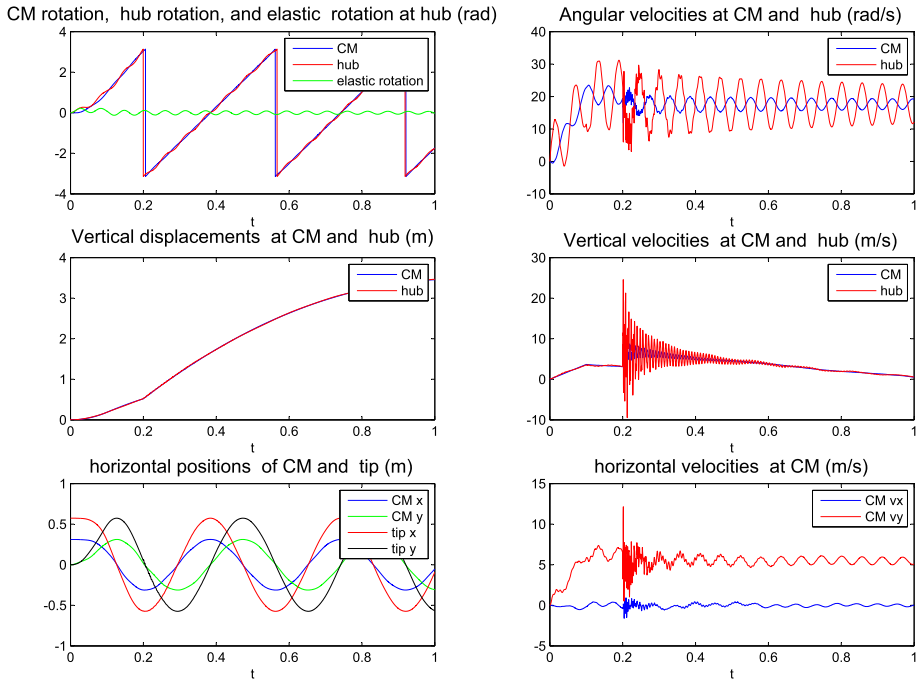 CM rotation, hub rotation, and elastic rotation at hub (rad)
4
2
0
-2
-4
0
0.2
0.4
0.6
0.8
1
t
CM
hub
elastic rotation
Angular velocities at CM and hub (rad/s)
40
30
20
10
0
-10
0
0.2
0.4
0.6
0.8
1
t
CM
hub
Vertical displacements at CM and hub (m)
4
3
2
1
0
0
0.2
0.4
0.6
0.8
1
t
CM
hub
Vertical velocities at CM and hub (m/s)
30
20
10
0
-10
0
0.2
0.4
0.6
0.8
1
t
CM
hub
horizontal positions of CM and tip (m)
1
0.5
0
-0.5
-1
0
0.2
0.4
0.6
0.8
1
t
CM x
CM y
tip x
tip y
horizontal velocities at CM (m/s)
15
10
5
0
-5
0
0.2
0.4
0.6
0.8
1
t
CM vx
CM vy